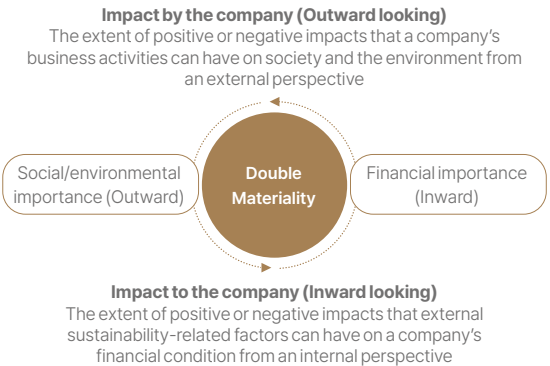 Impact by the company (Outward looking)
The extent of positive or negative impacts that a company's
business activities can have on society and the environment from
an external perspective
Social/environmental
importance (Outward)
Double
Materiality
Financial importance
(Inward)
Impact to the company (Inward looking)
The extent of positive or negative impacts that external
sustainability-related factors can have on a company's
financial condition from an internal perspective